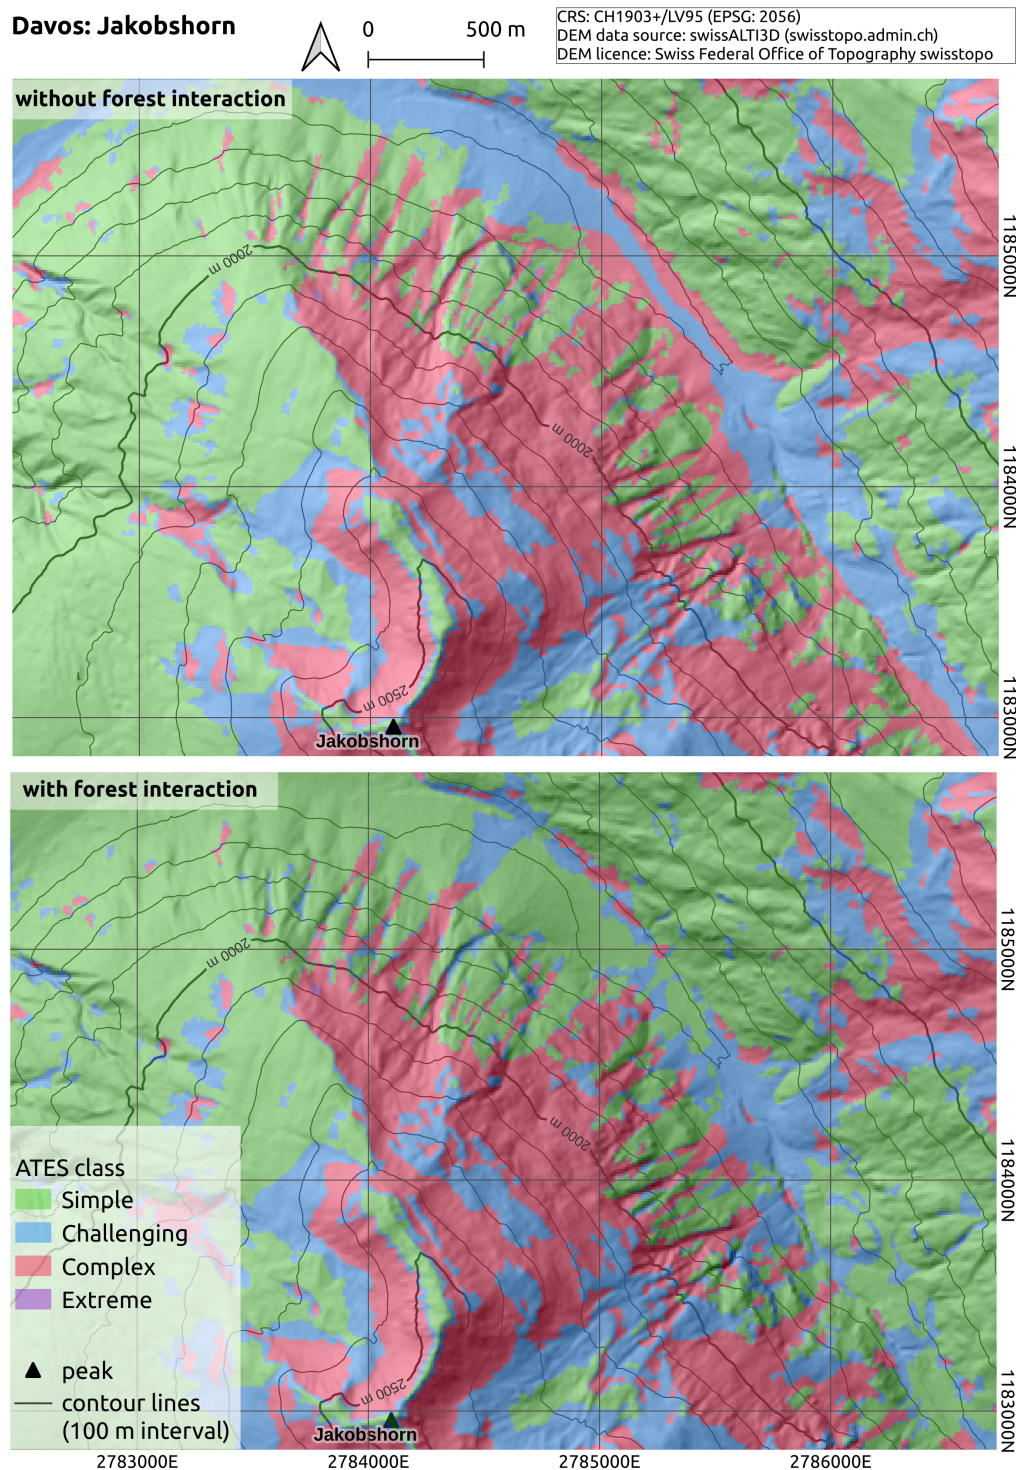 Davos: Jakobshorn
0 500 m
CRS: CH1903+/LV95 (EPSG: 2056)
DEM data source: swissALTI3D (swisstopo.admin.ch)
DEM licence: Swiss Federal Office of Topography swisstopo
without forest interaction
2000 m
2000 m
2500 m
Jakobshorn
1185000N
1184000N
1183000N
with forest interaction
2000 m
2000 m
2500 m
Jakobshorn
1185000N
1184000N
1183000N
ATES class
Simple
Challenging
Complex
Extreme
peak
contour lines
(100 m interval)
2783000E 2784000E 2785000E 2786000E